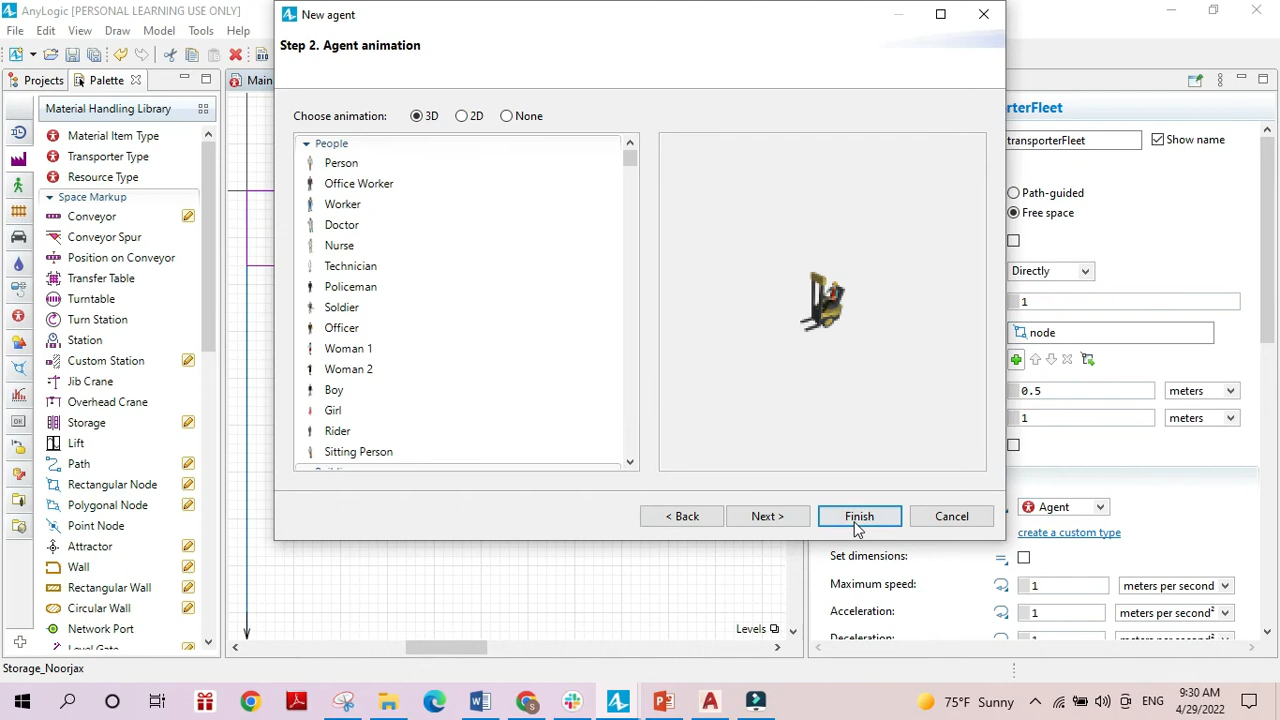 AnyLogic (PERSONAL LEARNING USE ONLY)
File Edit View Draw Model Tools Help
Projects Palette
Main
Material Handling Library
Material Item Type
Transporter Type
Resource Type
Space Markup
Conveyor
Conveyor Spur
Position on Conveyor
Transfer Table
Turntable
Turn Station
Station
Custom Station
Jib Crane
Overhead Crane
Storage
Lift
Path
Rectangular Node
Polygonal Node
Point Node
Attractor
Wall
Rectangular Wall
Circular Wall
Network Port
Level Gate
Storage_Noorjax
New agent
Step 2. Agent animation
Choose animation: 3D 2D None
People
Person
Office Worker
Worker
Doctor
Nurse
Technician
Policeman
Soldier
Officer
Woman 1
Woman 2
Boy
Girl
Rider
Sitting Person
< Back Next > Finish Cancel
Levels
rterFleet
transporterFleet Show name
Path-guided
Free space
Directly
1
node
0.5 meters
1 meters
Agent
create a custom type
Set dimensions:
Maximum speed: 1 meters per second
Acceleration: 1 meters per second²
Deceleration:
75°F Sunny
ENG
9:30 AM
4/29/2022